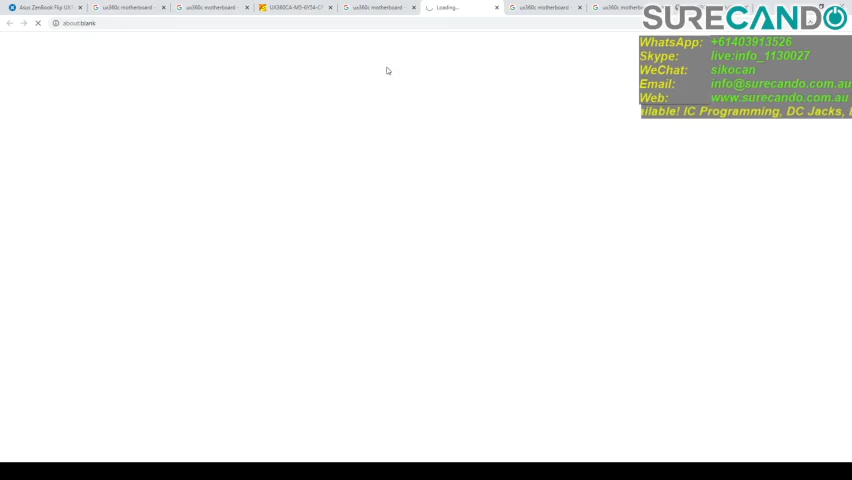 Asus ZenBook Flip UX
ux360c motherboard
ux360c motherboard
UX360CA-M3-6Y54-C
ux360c motherboard
Loading...
ux360c motherboard
ux360c motherb
SURECANDO
about:blank
WhatsApp: +61403913526
Skype: live:info_1130027
WeChat: sikocan
Email: info@surecando.com.au
Web: www.surecando.com.au
ilable! IC Programming, DC Jacks,